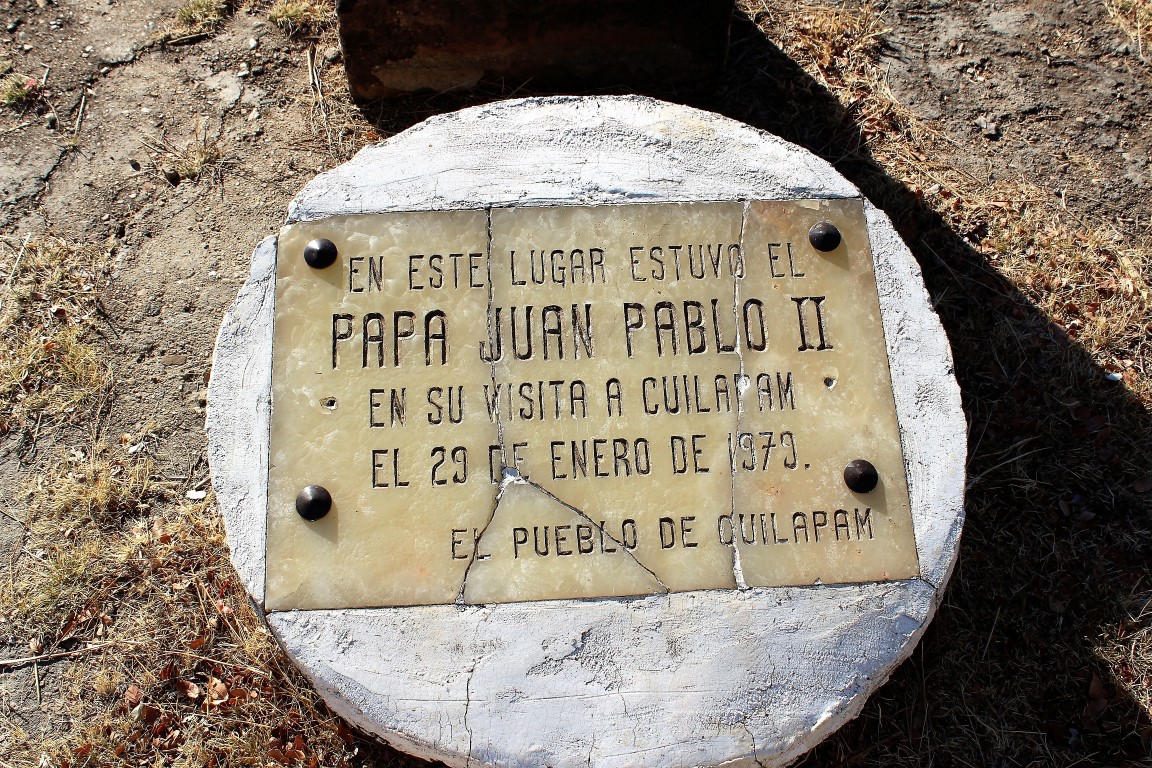 EN ESTE LUGAR ESTUVO EL
PAPA JUAN PABLO II
EN SU VISITA A CUILAPAM
EL 29 DE ENERO DE 1979.
EL PUEBLO DE CUILAPAM